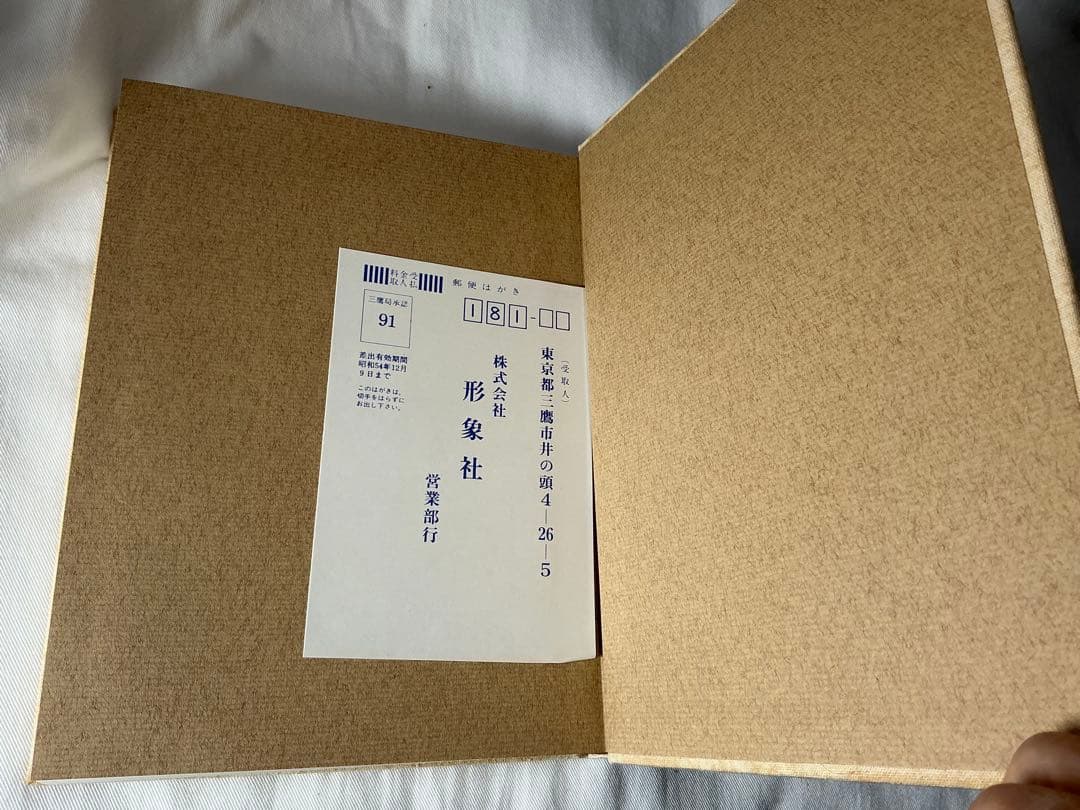 料金受
取人払
郵便はがき
181-
三鷹局承認
91
差出有効期間
昭和54年12月
9日まで
このはがきは、
切手をはらずに
お出し下さい。
(受取人)
東京都三鷹市井の頭4―26―5
株式会社
形象社
営業部行